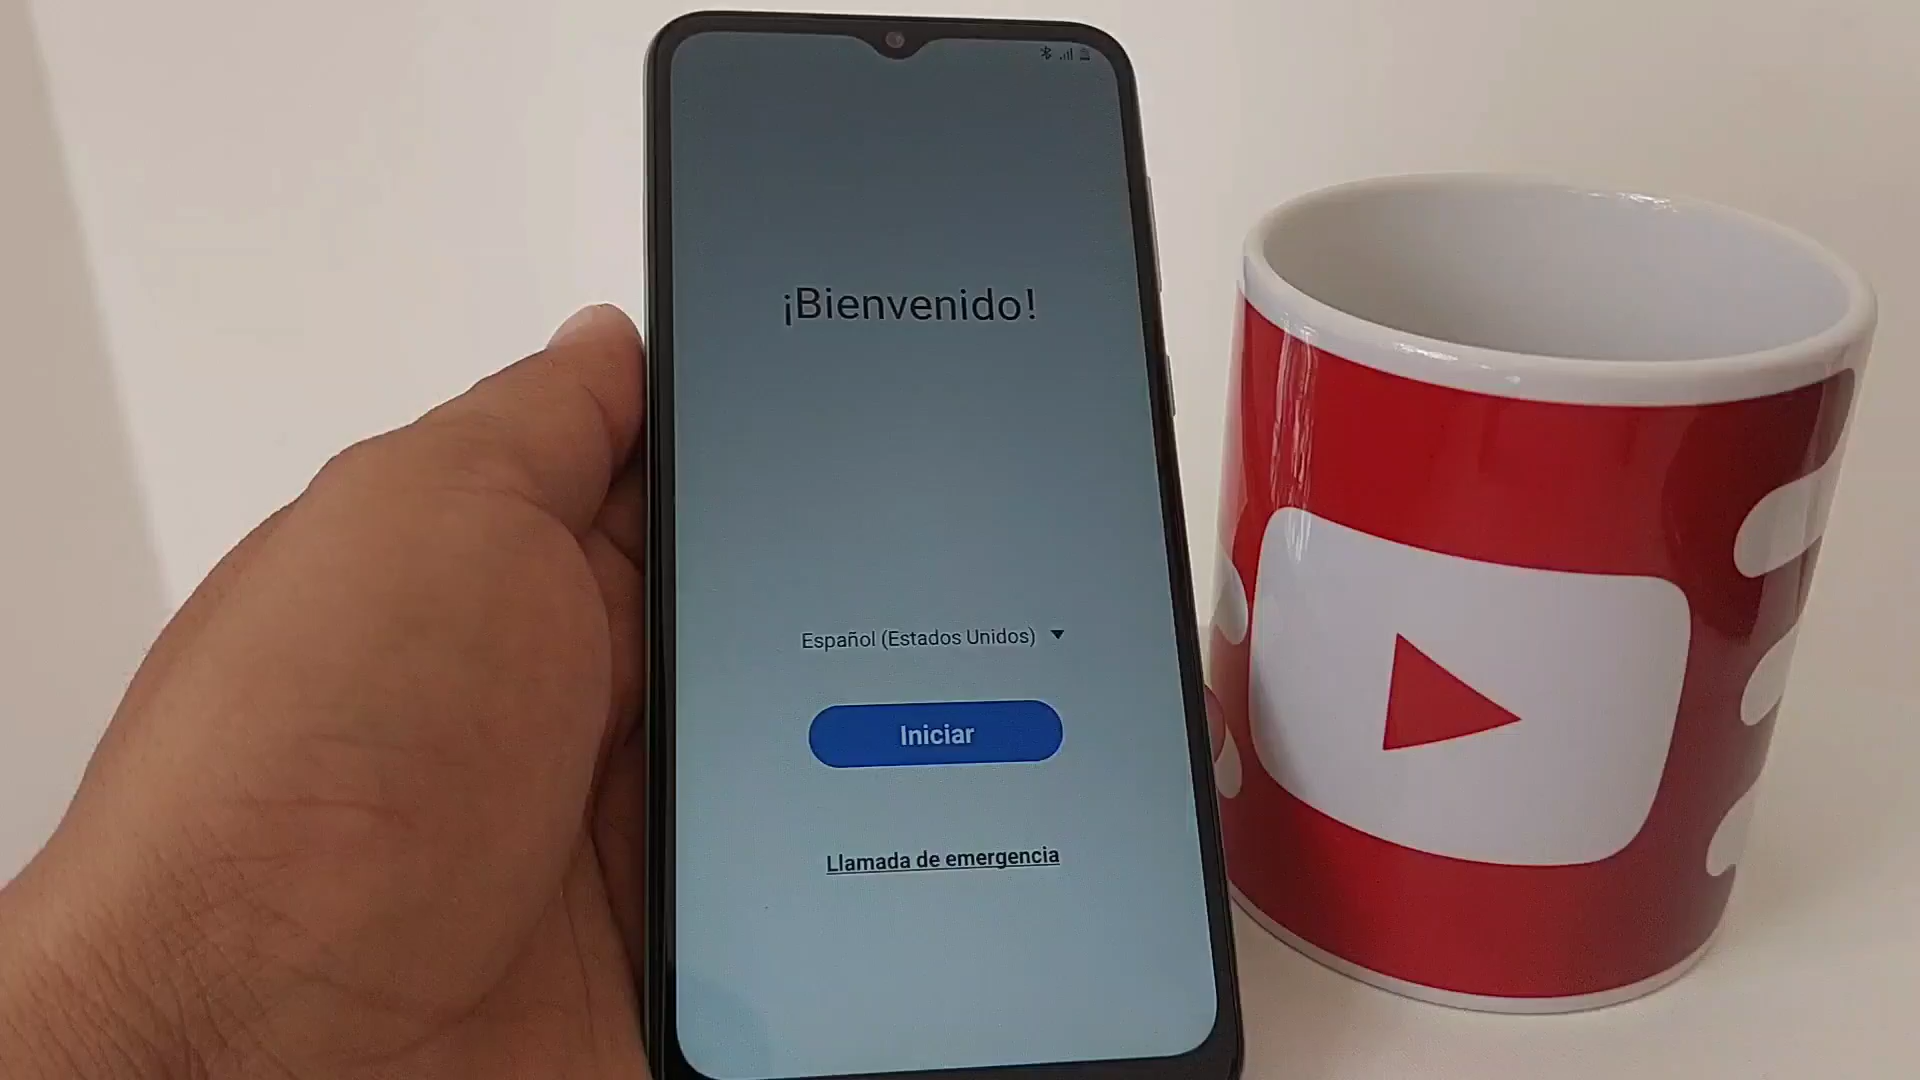 ¡Bienvenido!
Español (Estados Unidos)
Iniciar
Llamada de emergencia